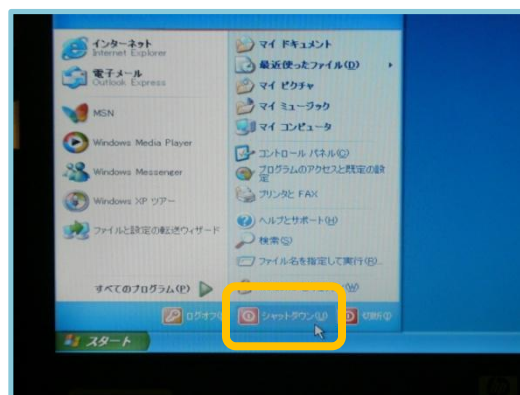 インターネット
Internet Explorer
電子メール
Outlook Express
MSN
Windows Media Player
Windows Messenger
Windows XP ツアー
ファイルと設定の転送ウィザード
すべてのプログラム(P)
マイ ドキュメント
最近使ったファイル(D)
マイ ピクチャ
マイ ミュージック
マイ コンピュータ
コントロール パネル(C)
プログラムのアクセスと既定の設
定
プリンタと FAX
ヘルプとサポート(H)
検索(S)
ファイル名を指定して実行(R)...
(W)
ログオフ(
シャットダウン(U)
切断(I)
スタート
hp